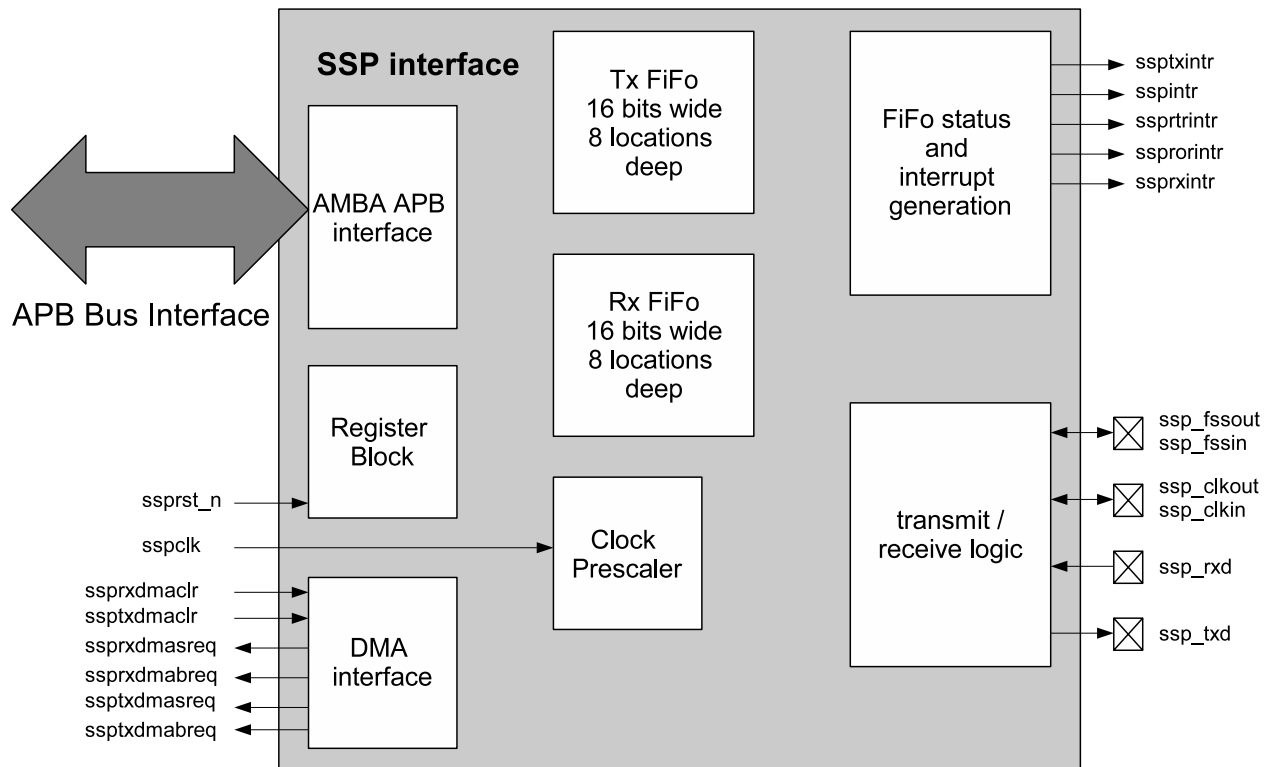 SSP interface
Tx FiFo
16 bits wide
8 locations
deep
FiFo status
and
interrupt
generation
ssptxintr
sspintr
ssprtrintr
ssprorintr
ssprxintr
AMBA APB
interface
APB Bus Interface
Rx FiFo
16 bits wide
8 locations
deep
Register
Block
ssprst_n
sspclk
Clock
Prescaler
transmit /
receive logic
ssp_fssout
ssp_fssin
ssp_clkout
ssp_clkin
ssp_rxd
ssp_txd
ssprxdmaclr
ssptxdmaclr
ssprxdmasreq
ssprxdmabreq
ssptxdmasreq
ssptxdmabreq
DMA
interface